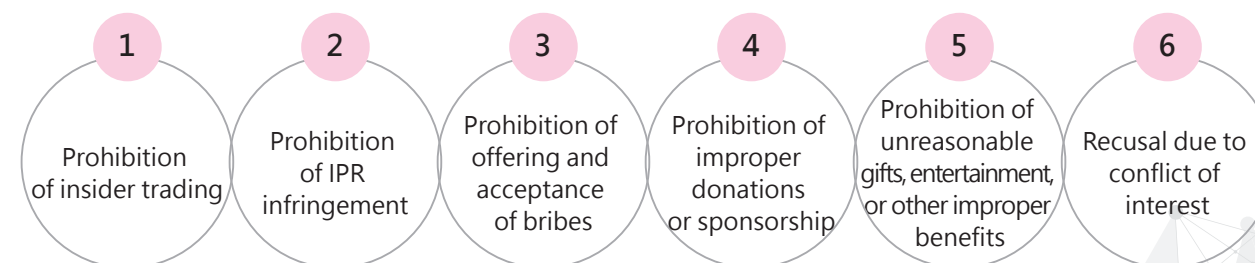 1
Prohibition
of insider trading
2
Prohibition
of IPR
infringement
3
Prohibition of
offering and
acceptance
of bribes
4
Prohibition of
improper
donations
or sponsorship
5
Prohibition of
unreasonable
gifts, entertainment,
or other improper
benefits
6
Recusal due to
conflict of
interest